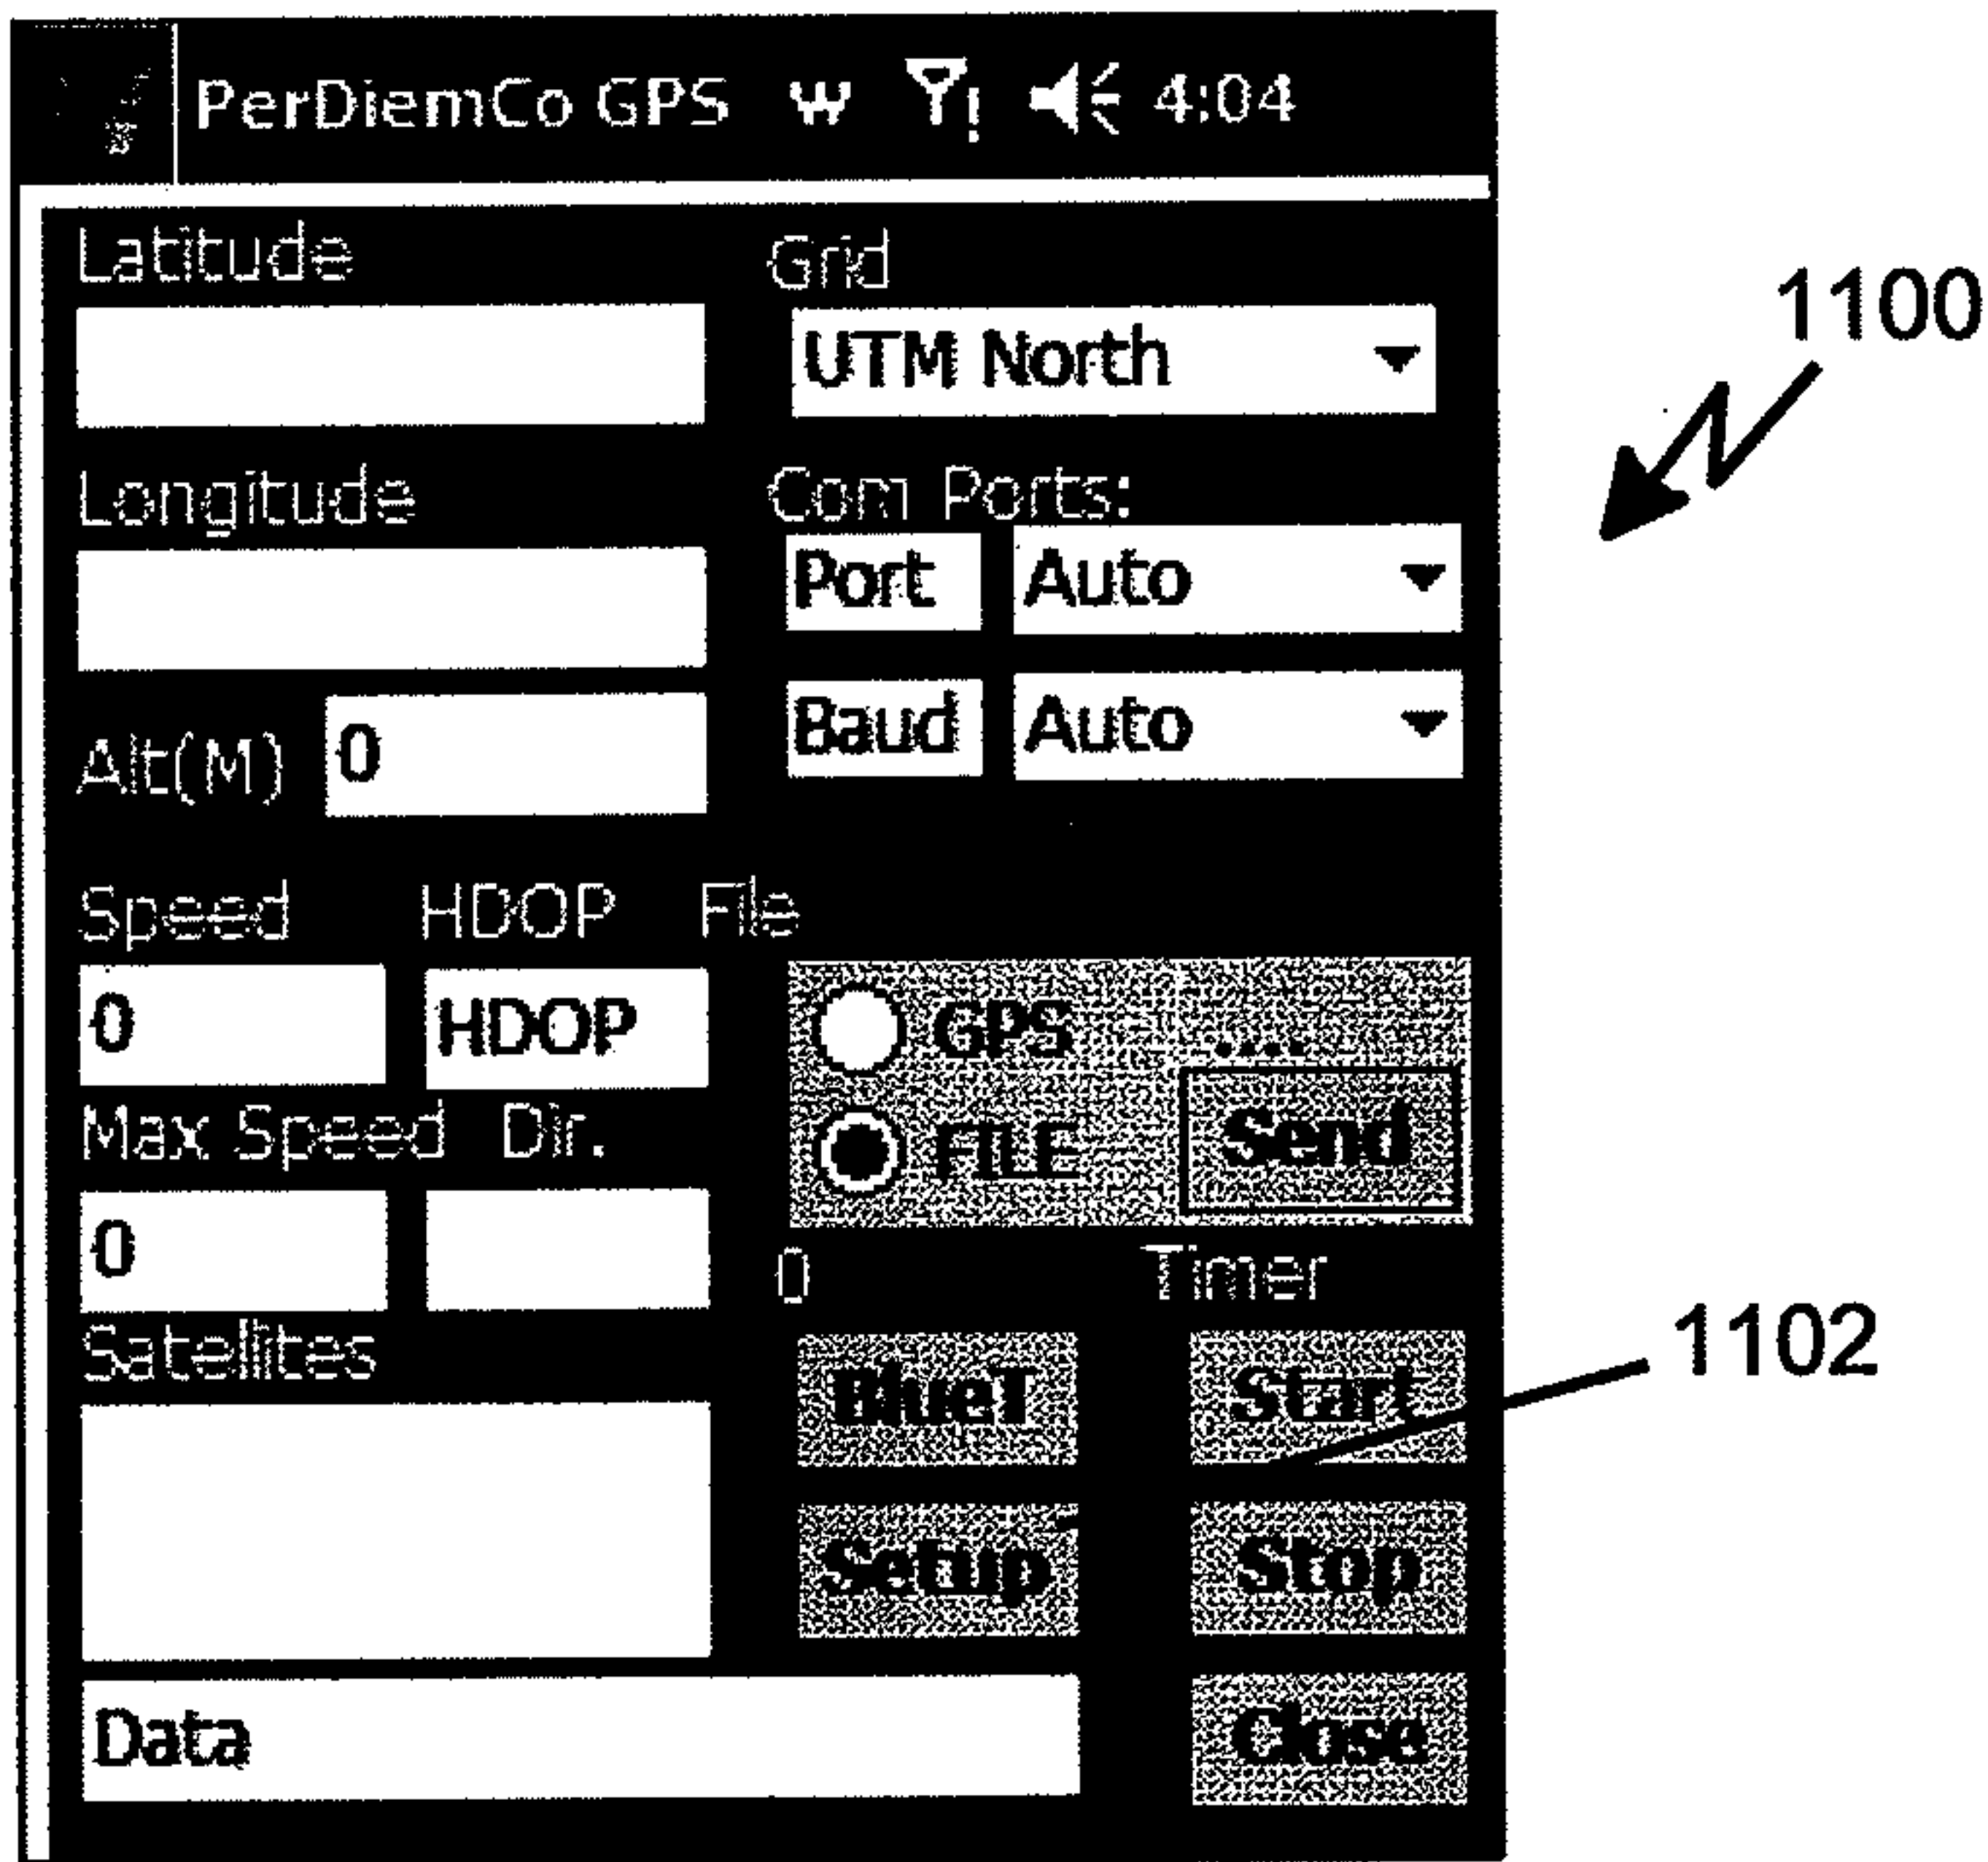 PerDiemCo GPS 4:04
Latitude Grid
UTM North
1100
Longitude Com Ports:
Port Auto
Baud Auto
Alt(M) 0
Speed HDOP File
0 HDOP
GPS ....
FILE Send
Max Speed Dir.
0
0 Timer
Satellites
1102
Start
Setup Stop
Data Close